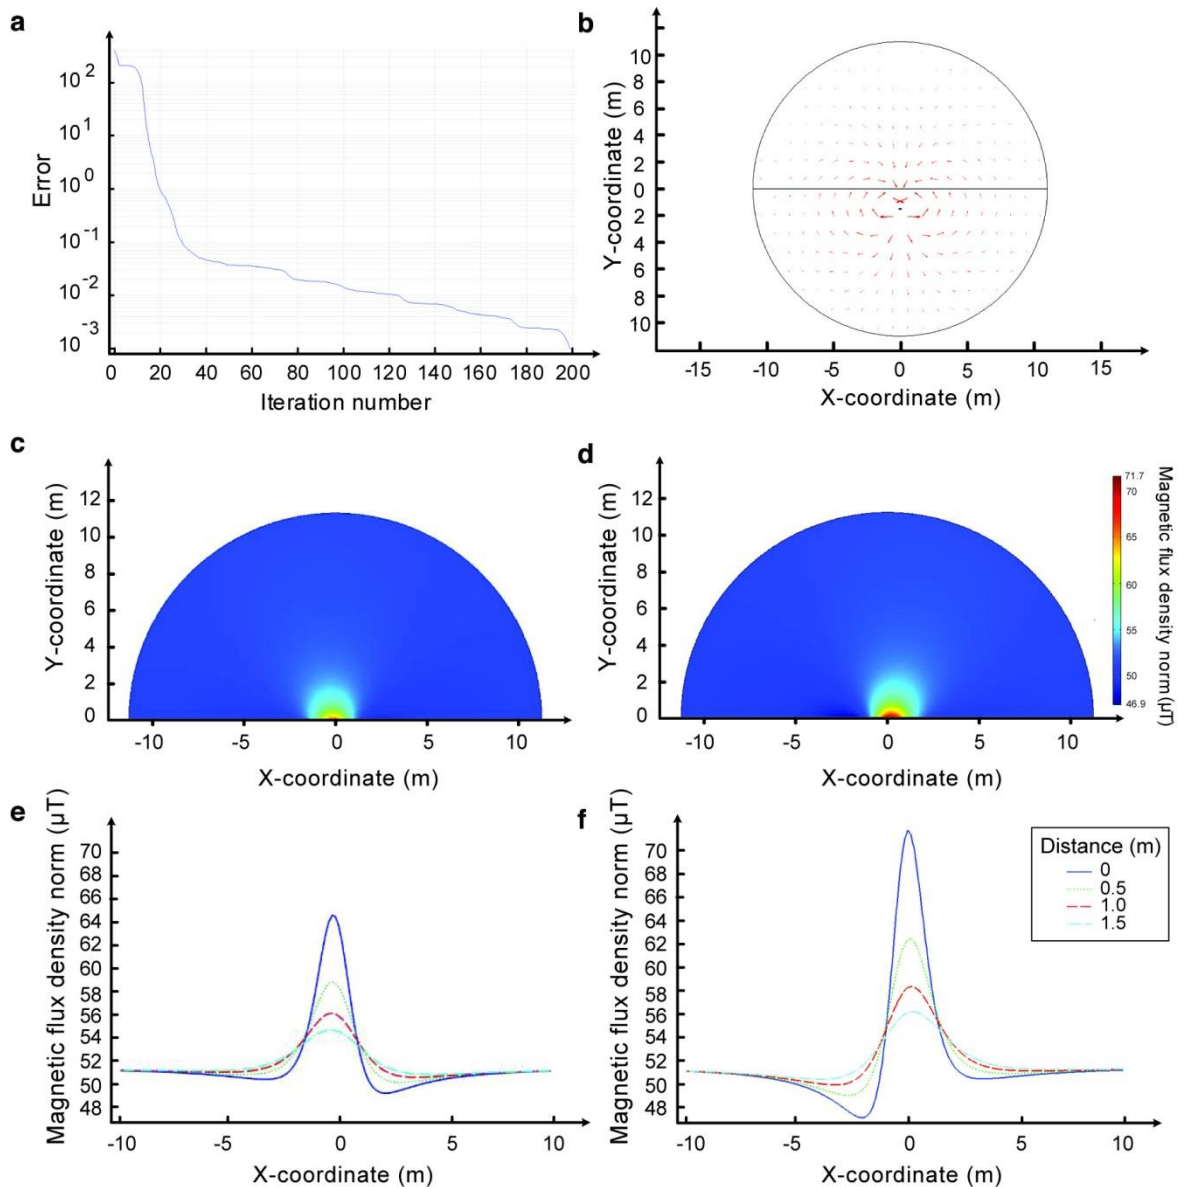 a
Error
10²
10¹
10⁰
10⁻¹
10⁻²
10⁻³
0 20 40 60 80 100 120 140 160 180 200
Iteration number
b
Y-coordinate (m)
10
8
6
4
2
0
2
4
6
8
10
-15 -10 -5 0 5 10 15
X-coordinate (m)
c
Y-coordinate (m)
12
10
8
6
4
2
0
-10 -5 0 5 10
X-coordinate (m)
d
Y-coordinate (m)
12
10
8
6
4
2
0
-10 -5 0 5 10
X-coordinate (m)
71.7
70
65
60
55
50
46.9
Magnetic flux density norm (µT)
e
Magnetic flux density norm (µT)
70
68
66
64
62
60
58
56
54
52
50
48
-10 -5 0 5 10
X-coordinate (m)
f
Magnetic flux density norm (µT)
70
68
66
64
62
60
58
56
54
52
50
48
-10 -5 0 5 10
X-coordinate (m)
Distance (m)
0
0.5
1.0
1.5